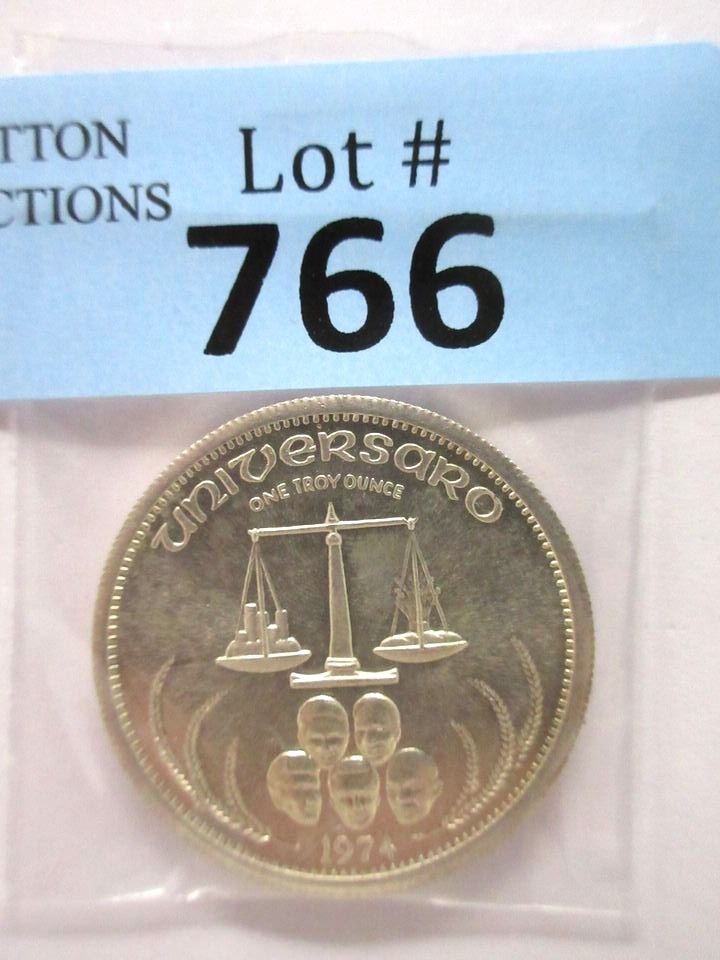 TTON
CTIONS
Lot #
766
UNIVERSARO
ONE TROY OUNCE
1974